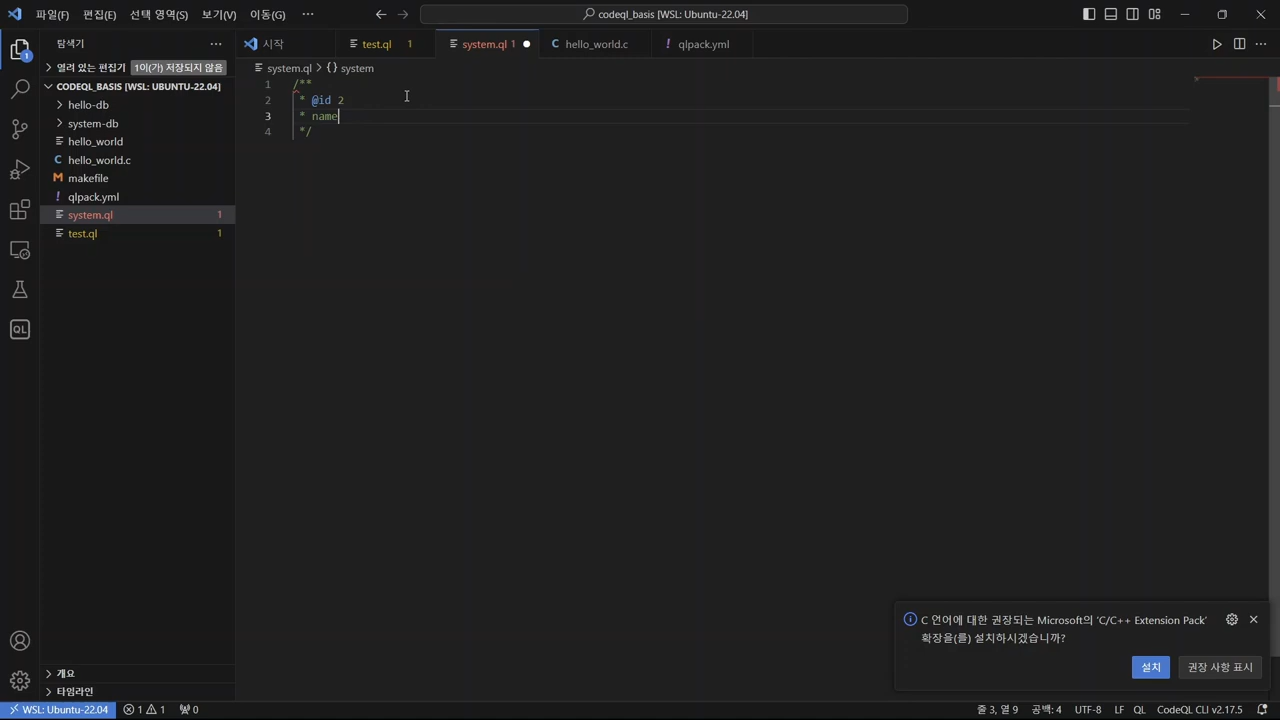 파일(F) 편집(E) 선택 영역(S) 보기(V) 이동(G) ···
codeql_basis [WSL: Ubuntu-22.04]
탐색기
시작
test.ql 1
system.ql 1
hello_world.c
! qlpack.yml
열려 있는 편집기 1이(가) 저장되지 않음
system.ql > {} system
CODEQL_BASIS [WSL: UBUNTU-22.04]
hello-db
system-db
hello_world
C hello_world.c
M makefile
! qlpack.yml
system.ql 1
test.ql 1
1 /**
2 * @id 2
3 * name
4 */
QL
1
C 언어에 대한 권장되는 Microsoft의 'C/C++ Extension Pack'
확장을(를) 설치하시겠습니까?
설치 권장 사항 표시
개요
타임라인
WSL: Ubuntu-22.04 1 1 0
줄 3, 열 9 공백: 4 UTF-8 LF QL CodeQL CLI v2.17.5